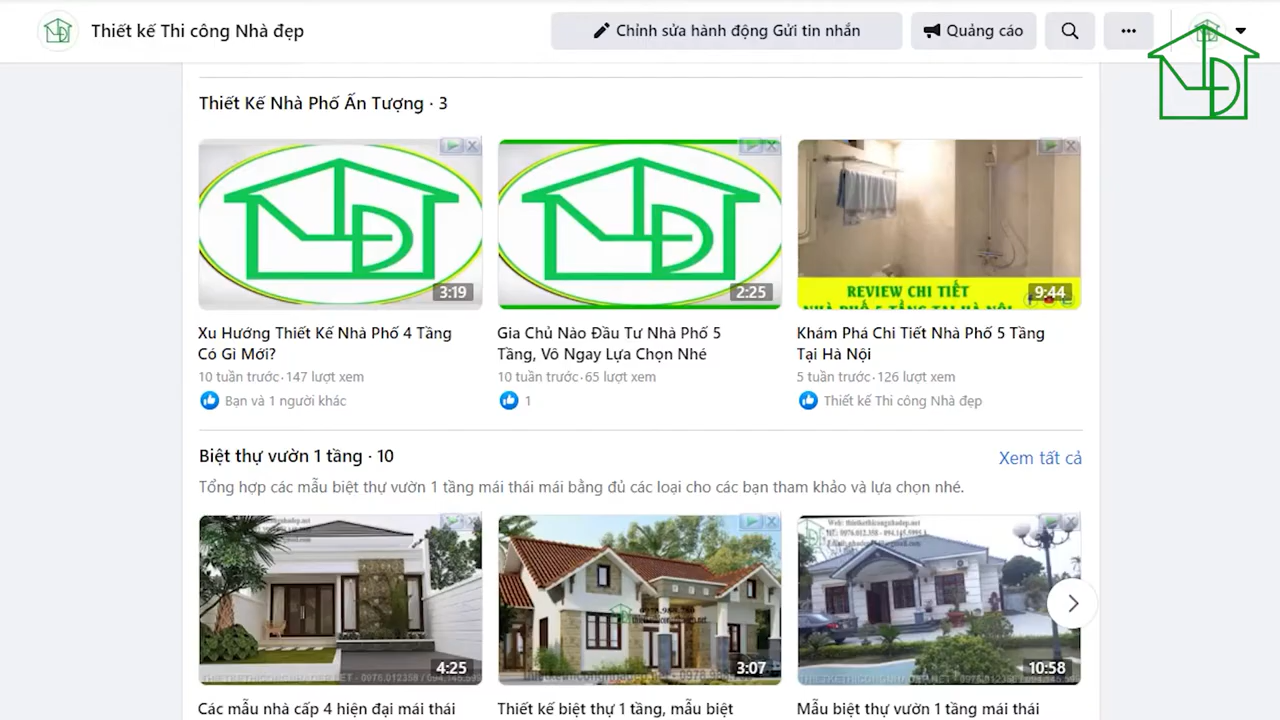 Thiết kế Thi công Nhà đẹp
Chỉnh sửa hành động Gửi tin nhắn
Quảng cáo
Thiết Kế Nhà Phố Ấn Tượng · 3
3:19
2:25
REVIEW CHI TIẾT
NHÀ PHỐ 5 TẦNG TẠI HÀ NỘI
9:44
Xu Hướng Thiết Kế Nhà Phố 4 Tầng
Có Gì Mới?
10 tuần trước · 147 lượt xem
Bạn và 1 người khác
Gia Chủ Nào Đầu Tư Nhà Phố 5
Tầng, Vô Ngay Lựa Chọn Nhé
10 tuần trước · 65 lượt xem
1
Khám Phá Chi Tiết Nhà Phố 5 Tầng
Tại Hà Nội
5 tuần trước · 126 lượt xem
Thiết kế Thi công Nhà đẹp
Biệt thự vườn 1 tầng · 10
Xem tất cả
Tổng hợp các mẫu biệt thự vườn 1 tầng mái thái mái bằng đủ các loại cho các bạn tham khảo và lựa chọn nhé.
4:25
3:07
10:58
Các mẫu nhà cấp 4 hiện đại mái thái
Thiết kế biệt thự 1 tầng, mẫu biệt
Mẫu biệt thự vườn 1 tầng mái thái